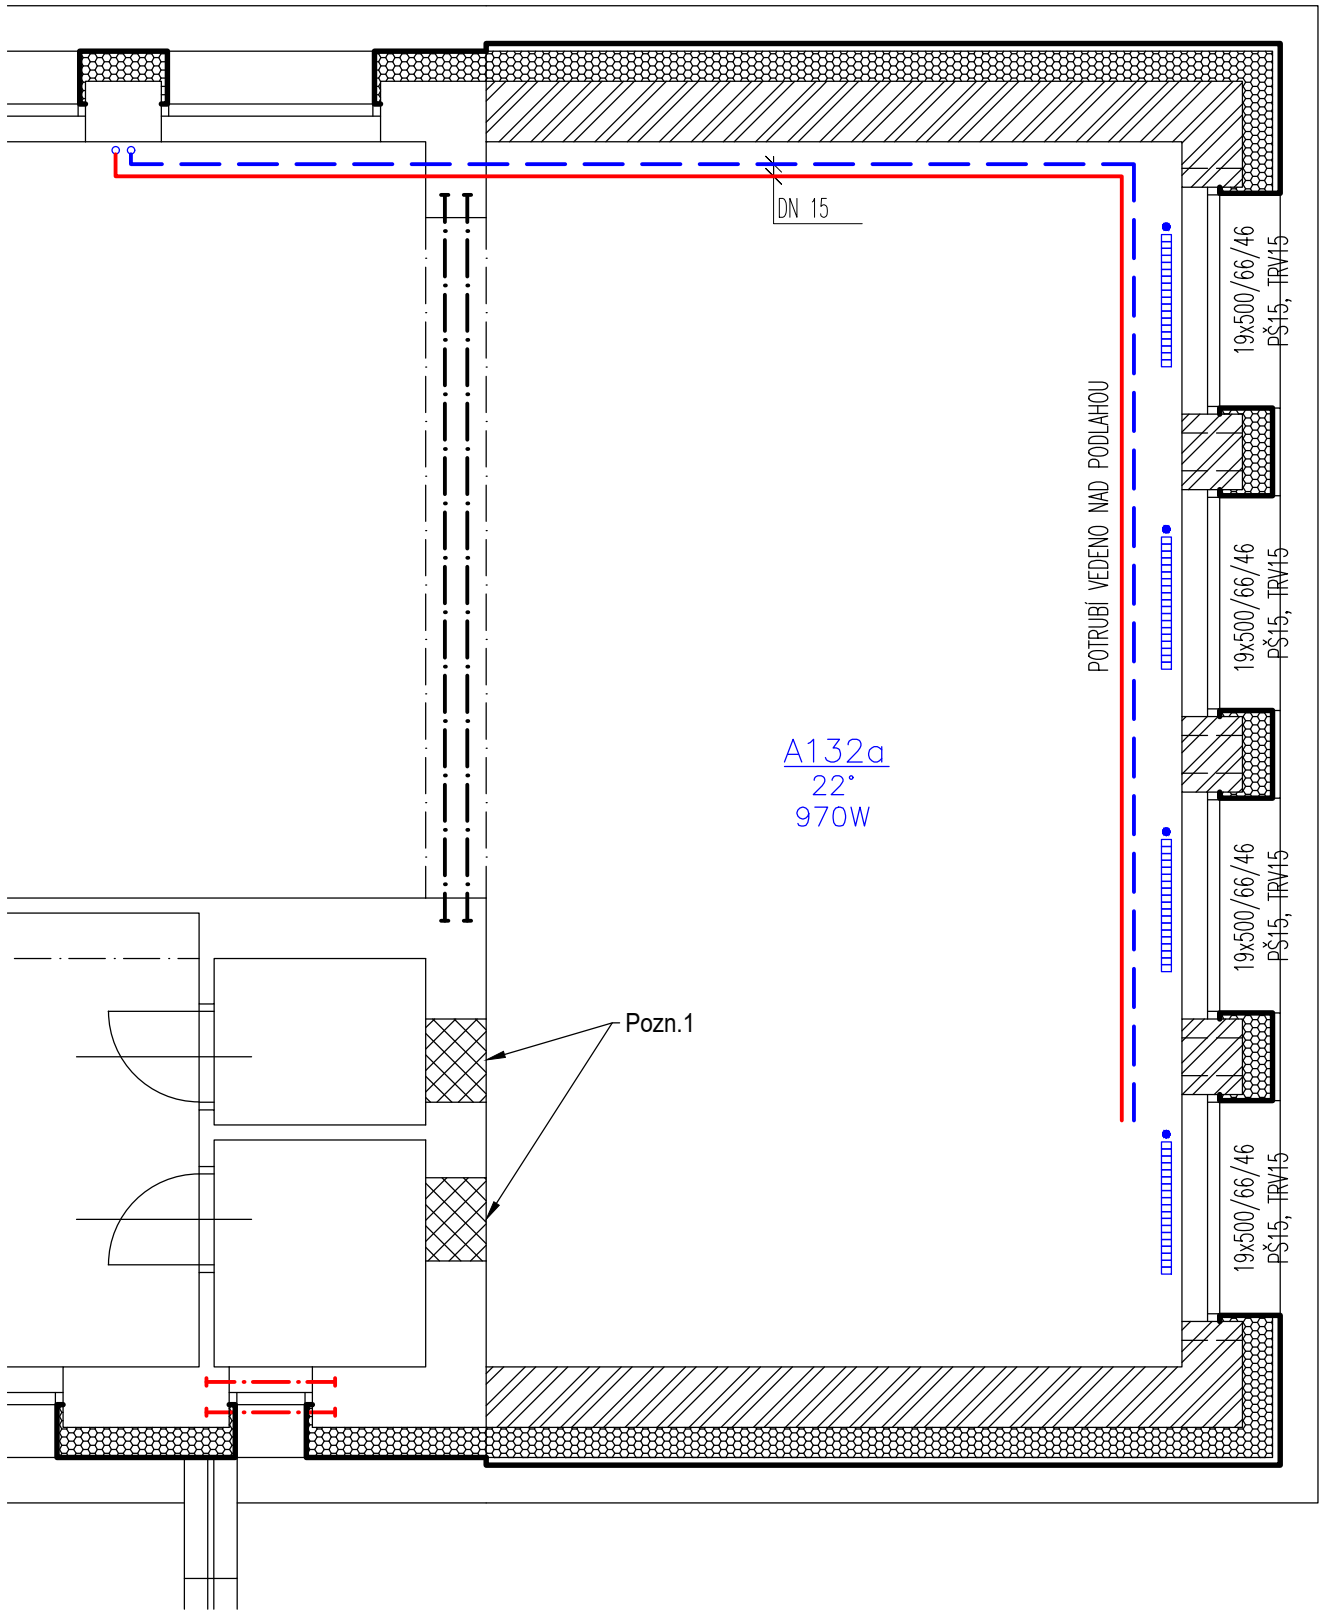 DN 15
19x500/66/46
PŠ15, TRV15
POTRUBÍ VEDENO NAD PODLAHOU
19x500/66/46
PŠ15, TRV15
A132a
22°
970W
19x500/66/46
PŠ15, TRV15
Pozn.1
19x500/66/46
PŠ15, TRV15